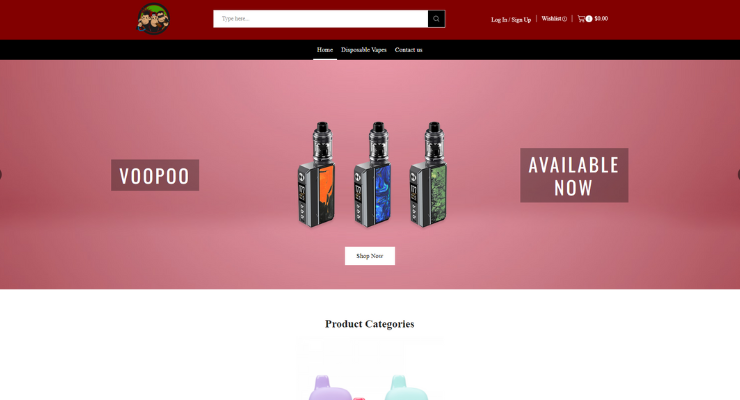 Type here...
Log In / Sign Up
Wishlist 0
0 $0.00
Home Disposable Vapes Contact us
VOOPOO
AVAILABLE
NOW
Shop Now
Product Categories